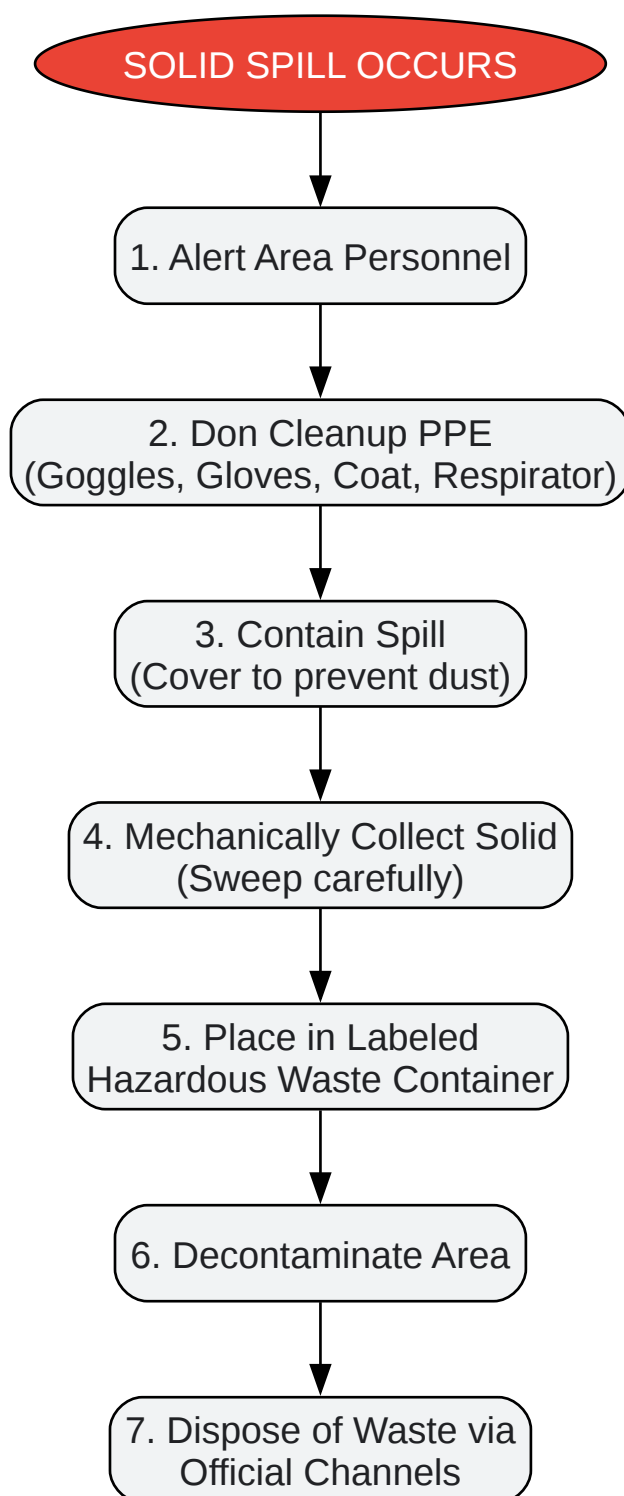 SOLID SPILL OCCURS
1. Alert Area Personnel
2. Don Cleanup PPE
(Goggles, Gloves, Coat, Respirator)
3. Contain Spill
(Cover to prevent dust)
4. Mechanically Collect Solid
(Sweep carefully)
5. Place in Labeled
Hazardous Waste Container
6. Decontaminate Area
7. Dispose of Waste via
Official Channels